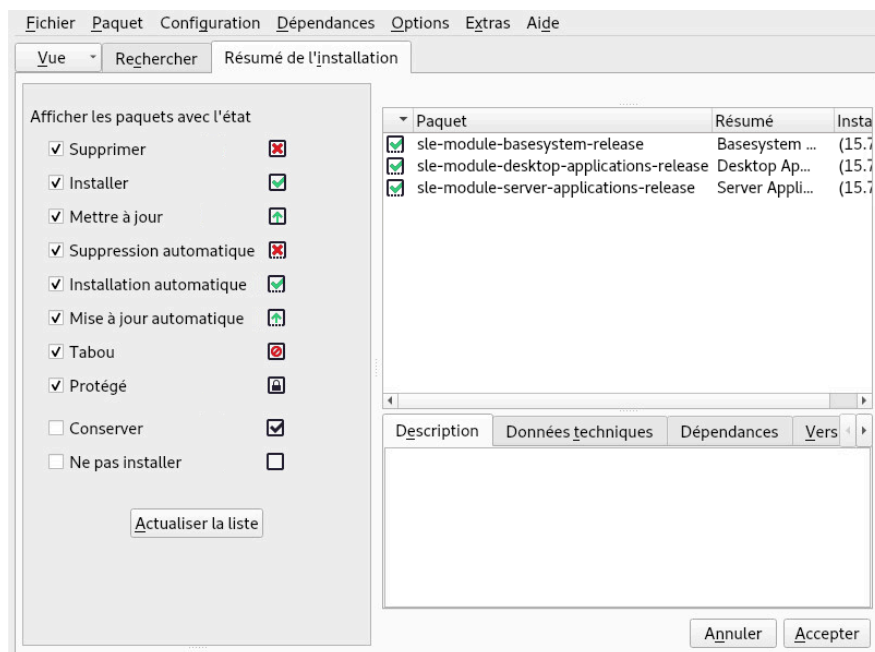 Fichier Paquet Configuration Dépendances Options Extras Aide
Vue Rechercher Résumé de l'installation
Afficher les paquets avec l'état
Supprimer
Installer
Mettre à jour
Suppression automatique
Installation automatique
Mise à jour automatique
Tabou
Protégé
Conserver
Ne pas installer
Actualiser la liste
Paquet Résumé Insta
sle-module-basesystem-release Basesystem ... (15.7
sle-module-desktop-applications-release Desktop Ap... (15.7
sle-module-server-applications-release Server Appli... (15.7
Description Données techniques Dépendances Vers
Annuler Accepter